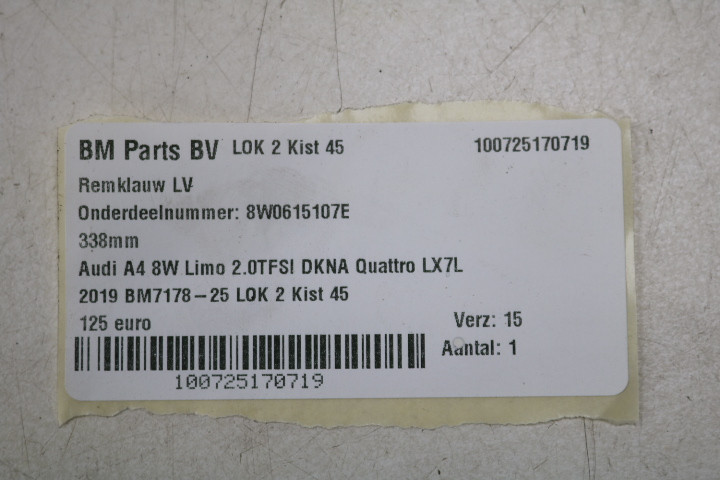 BM Parts BV LOK 2 Kist 45 100725170719
Remklauw LV
Onderdeelnummer: 8W0615107E
338mm
Audi A4 8W Limo 2.0TFSI DKNA Quattro LX7L
2019 BM7178-25 LOK 2 Kist 45
125 euro Verz: 15
Aantal: 1
100725170719